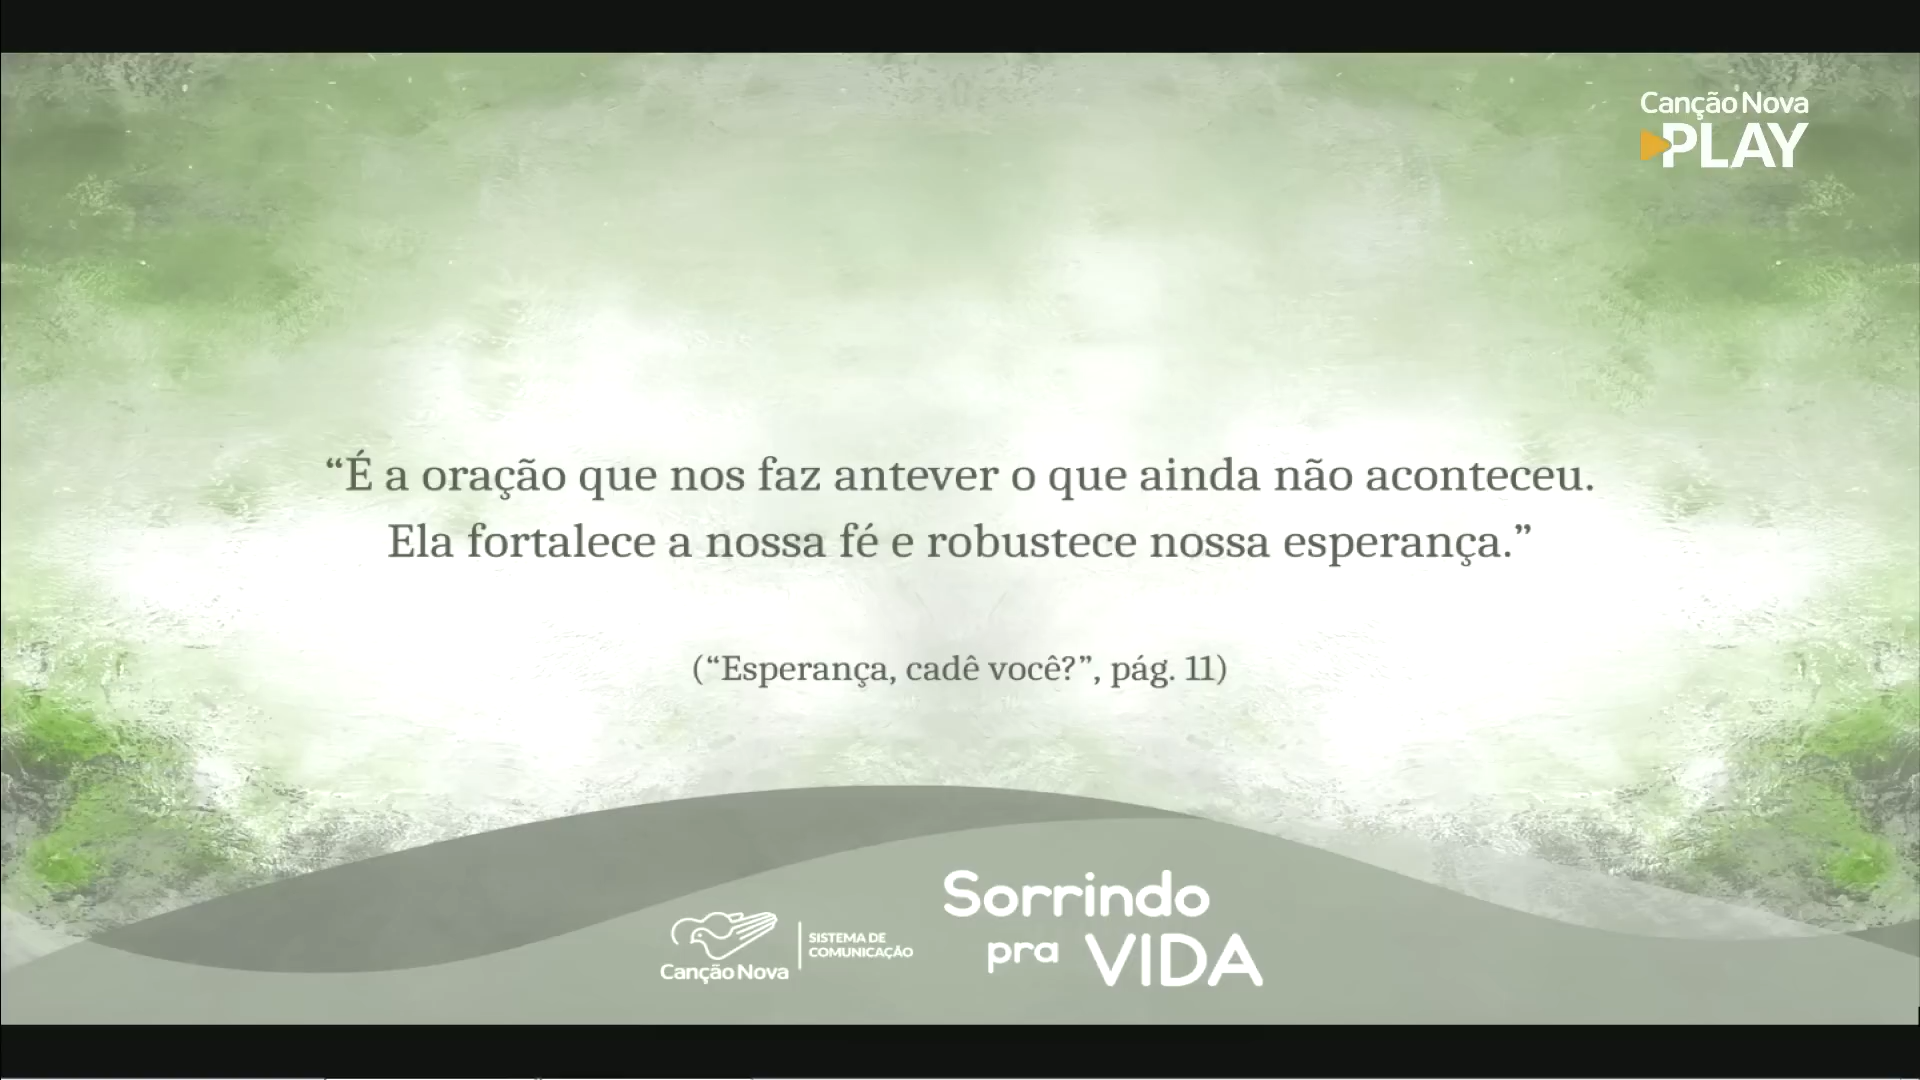 Canção Nova
PLAY
“É a oração que nos faz antever o que ainda não aconteceu.
Ela fortalece a nossa fé e robustece nossa esperança.”
(“Esperança, cadê você?”, pág. 11)
Canção Nova
SISTEMA DE
COMUNICAÇÃO
Sorrindo
pra VIDA